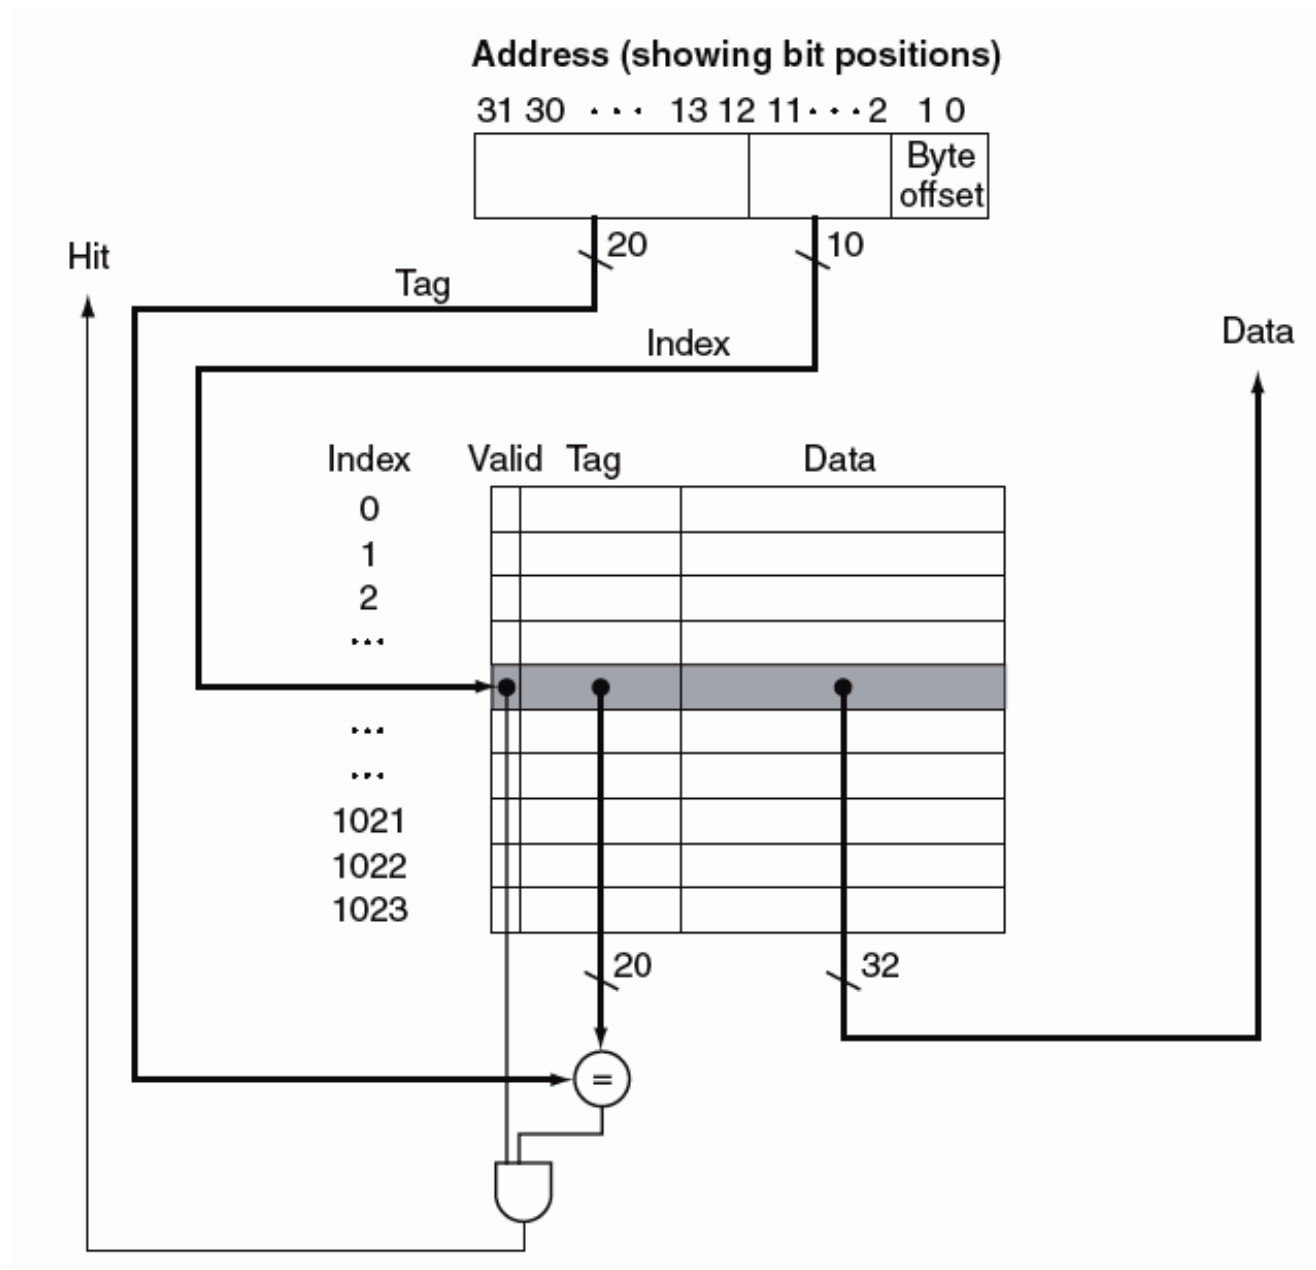 Address (showing bit positions)
31 30 ··· 13 12 11···2 1 0
Byte
offset
20
10
Hit
Tag
Index
Data
Index Valid Tag Data
0
1
2
...
...
...
1021
1022
1023
20
32
=